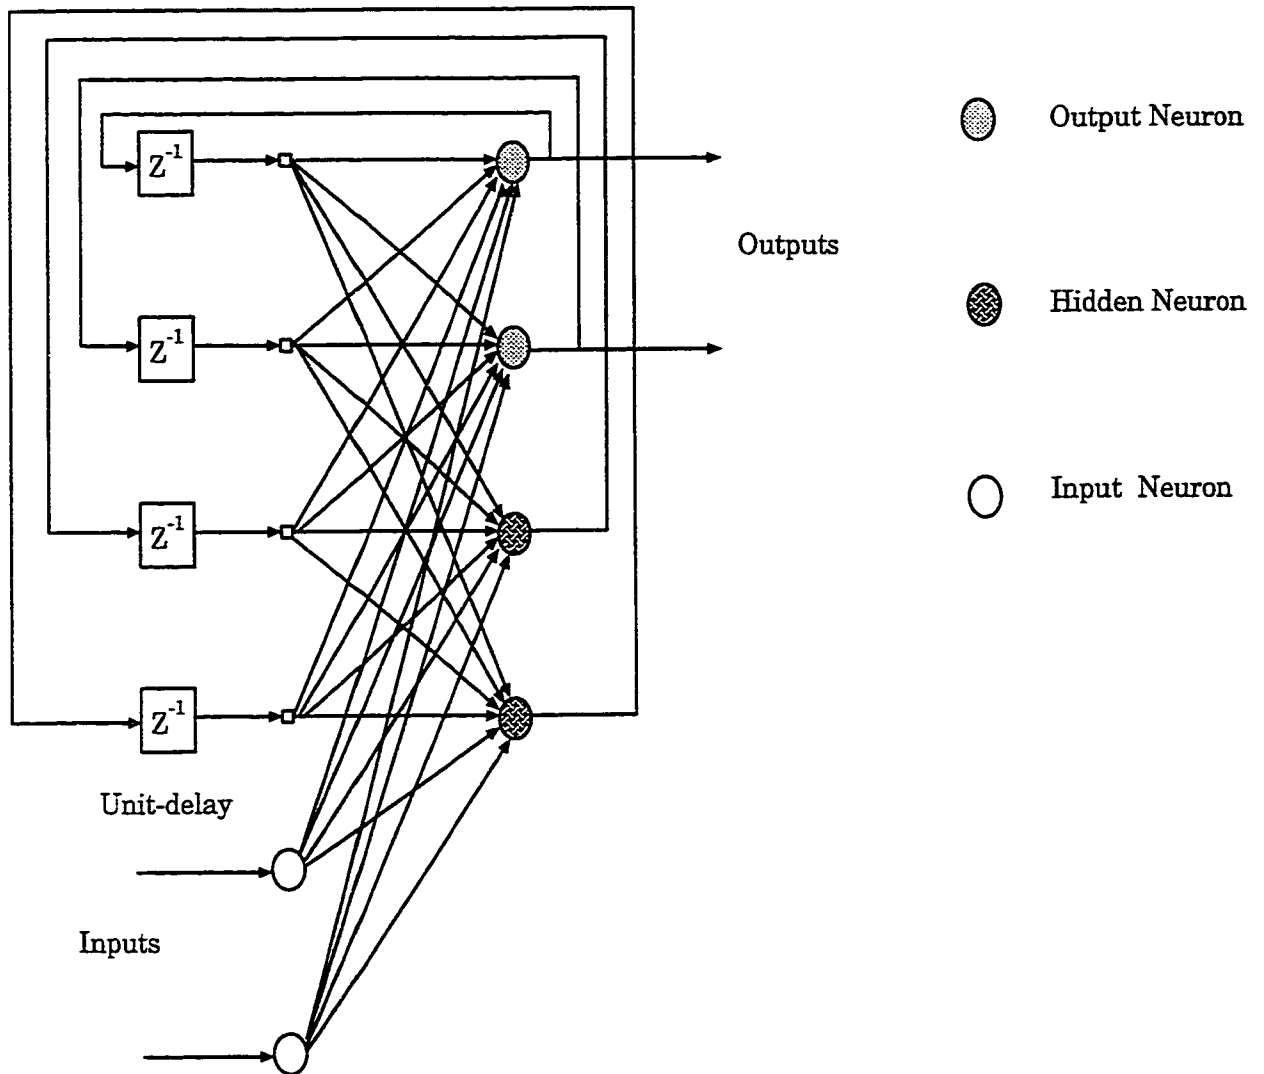 Z⁻¹
Output Neuron
Outputs
Hidden Neuron
Z⁻¹
Input Neuron
Z⁻¹
Z⁻¹
Unit-delay
Inputs